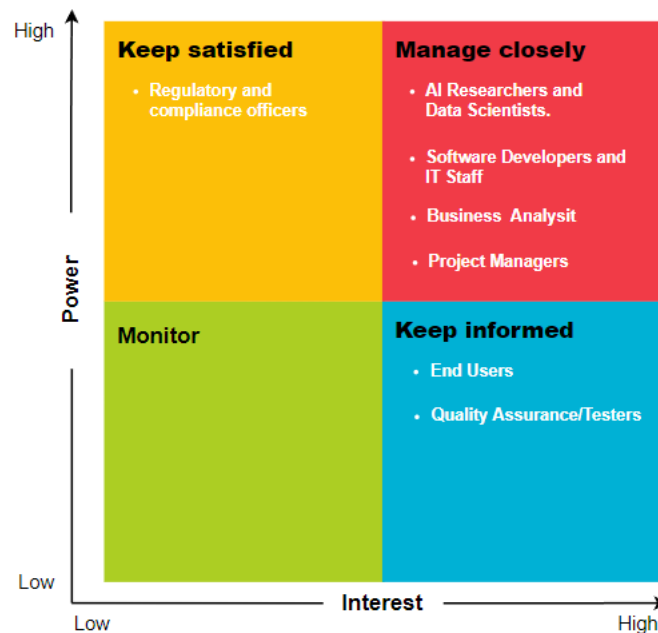 High
Keep satisfied
• Regulatory and
compliance officers
Manage closely
• AI Researchers and
Data Scientists.
• Software Developers and
IT Staff
• Business Analysit
• Project Managers
Power
Monitor
Keep informed
• End Users
• Quality Assurance/Testers
Low
Low
Interest
High